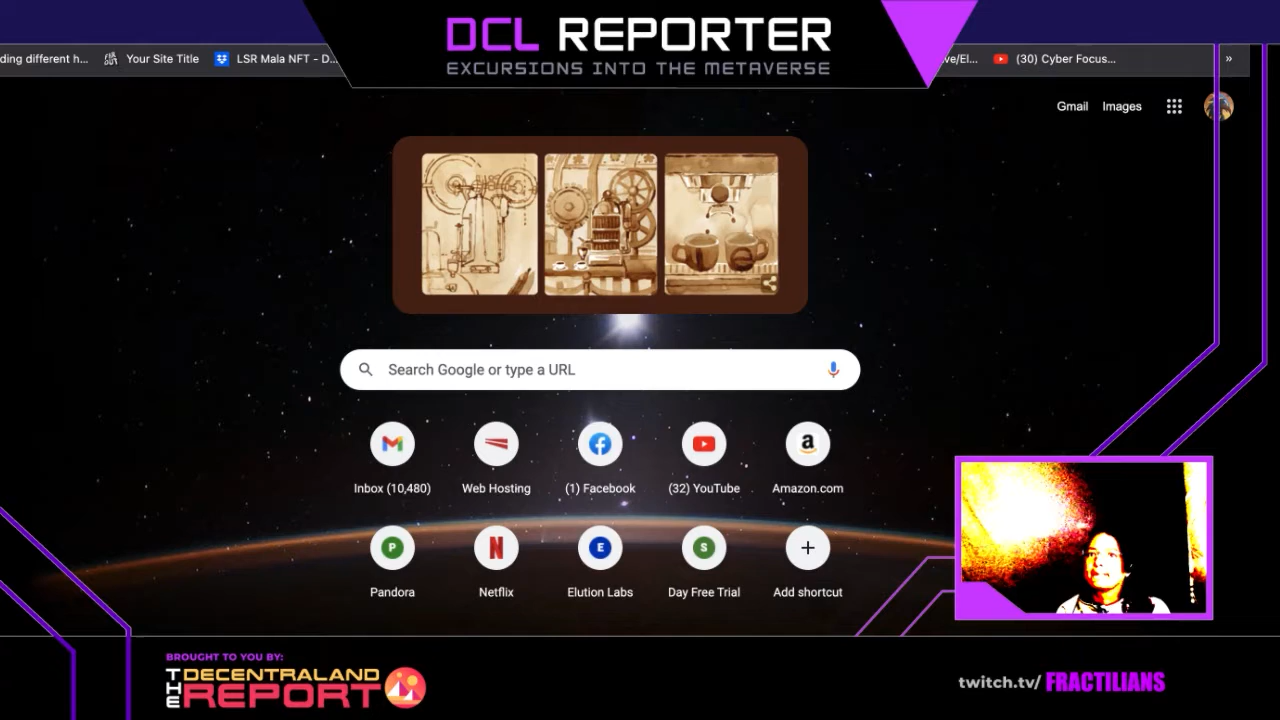 DCL REPORTER
EXCURSIONS INTO THE METAVERSE
ding different h...
Your Site Title
LSR Mala NFT - D...
ve/El...
(30) Cyber Focus...
»
Gmail
Images
Search Google or type a URL
Inbox (10,480)
Web Hosting
(1) Facebook
(32) YouTube
Amazon.com
a
P
N
E
S
Pandora
Netflix
Elution Labs
Day Free Trial
Add shortcut
BROUGHT TO YOU BY:
THE DECENTRALAND
REPORT
twitch.tv/ FRACTILIANS